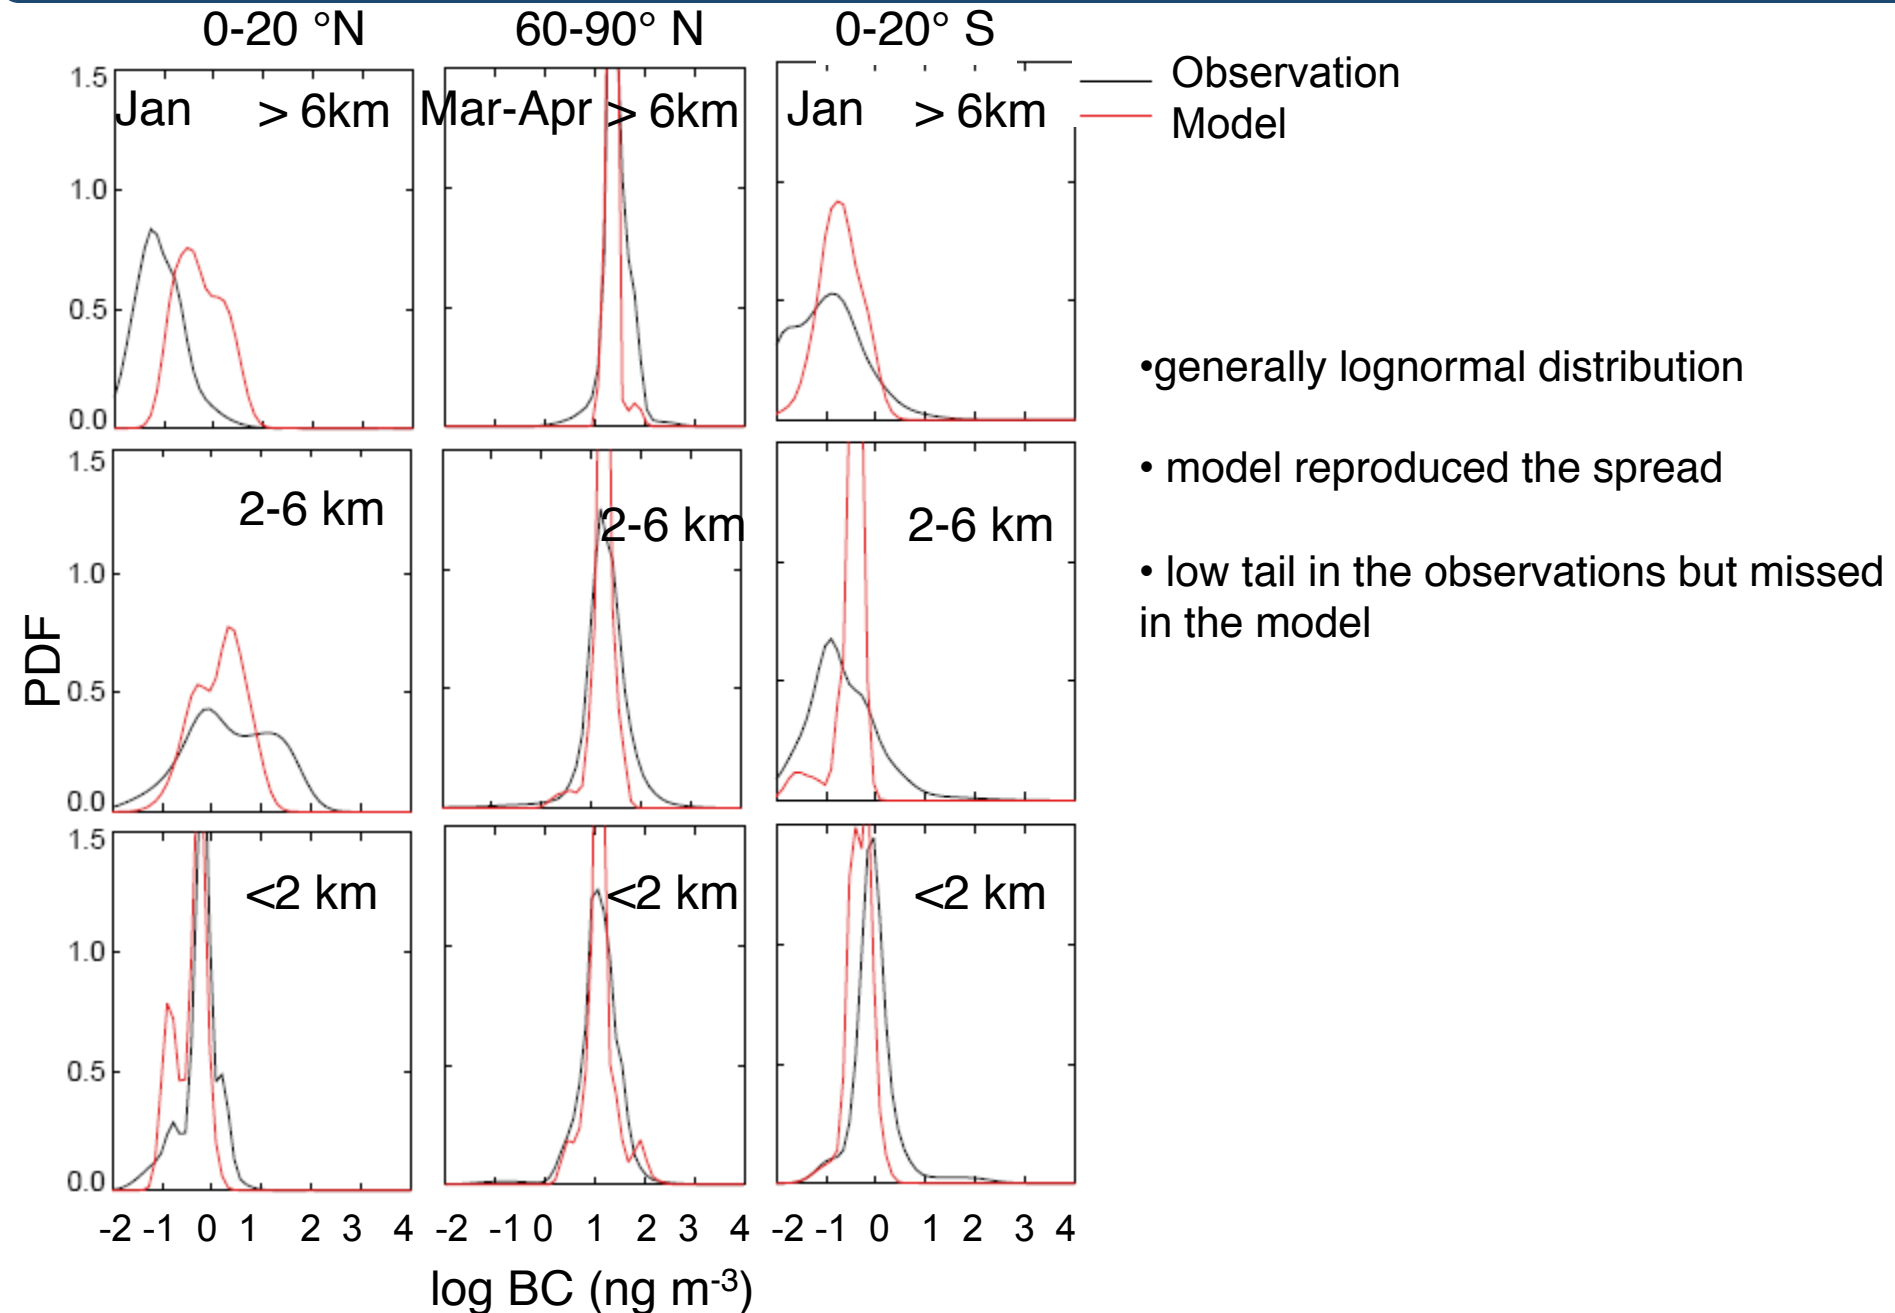 0-20 °N 60-90° N 0-20° S
Observation
Model
1.5 Jan > 6km Mar-Apr > 6km Jan > 6km
1.0
0.5
0.0
1.5 2-6 km 2-6 km 2-6 km
1.0
0.5
0.0
PDF
1.5 <2 km <2 km <2 km
1.0
0.5
0.0
-2 -1 0 1 2 3 4 -2 -1 0 1 2 3 4 -2 -1 0 1 2 3 4
log BC (ng m-3)
•generally lognormal distribution
• model reproduced the spread
• low tail in the observations but missed
in the model